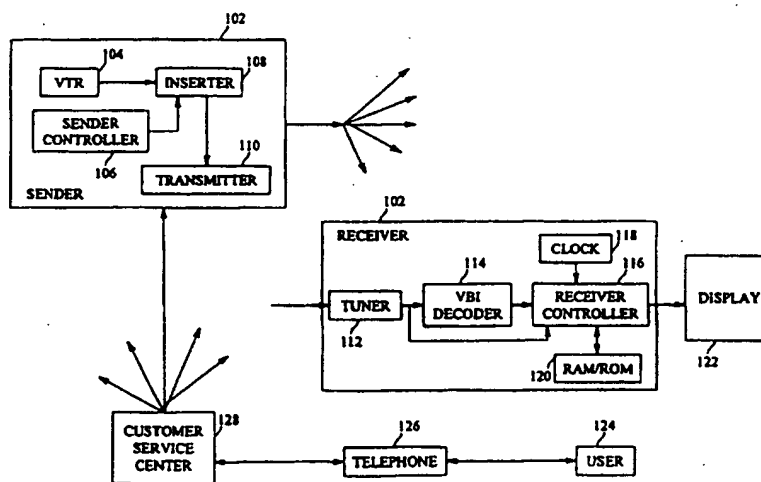 102
104
108
VTR
INSERTER
SENDER
CONTROLLER
106
110
TRANSMITTER
SENDER
102
RECEIVER
118
CLOCK
114
116
TUNER
VBI
DECODER
RECEIVER
CONTROLLER
DISPLAY
112
122
120
RAM/ROM
128
CUSTOMER
SERVICE
CENTER
126
TELEPHONE
124
USER